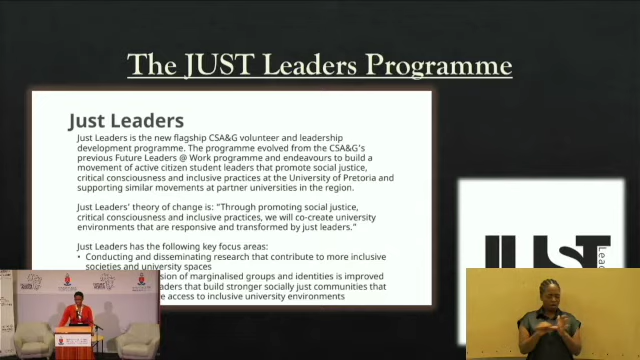 The JUST Leaders Programme
Just Leaders
Just Leaders is the new flagship CSA&G volunteer and leadership
development programme. The programme evolved from the CSA&G's
previous Future Leaders @ Work programme and endeavours to build a
movement of active citizen student leaders that promote social justice,
critical consciousness and inclusive practices at the University of Pretoria and
supporting similar movements at partner universities in the region.
Just Leaders' theory of change is: "Through promoting social justice,
critical consciousness and inclusive practices, we will co-create university
environments that are responsive and transformed by just leaders."
Just Leaders has the following key focus areas:
• Conducting and disseminating research that contribute to more inclusive
societies and university spaces
of marginalised groups and identities is improved
that build stronger socially just communities that
access to inclusive university environments
JUST